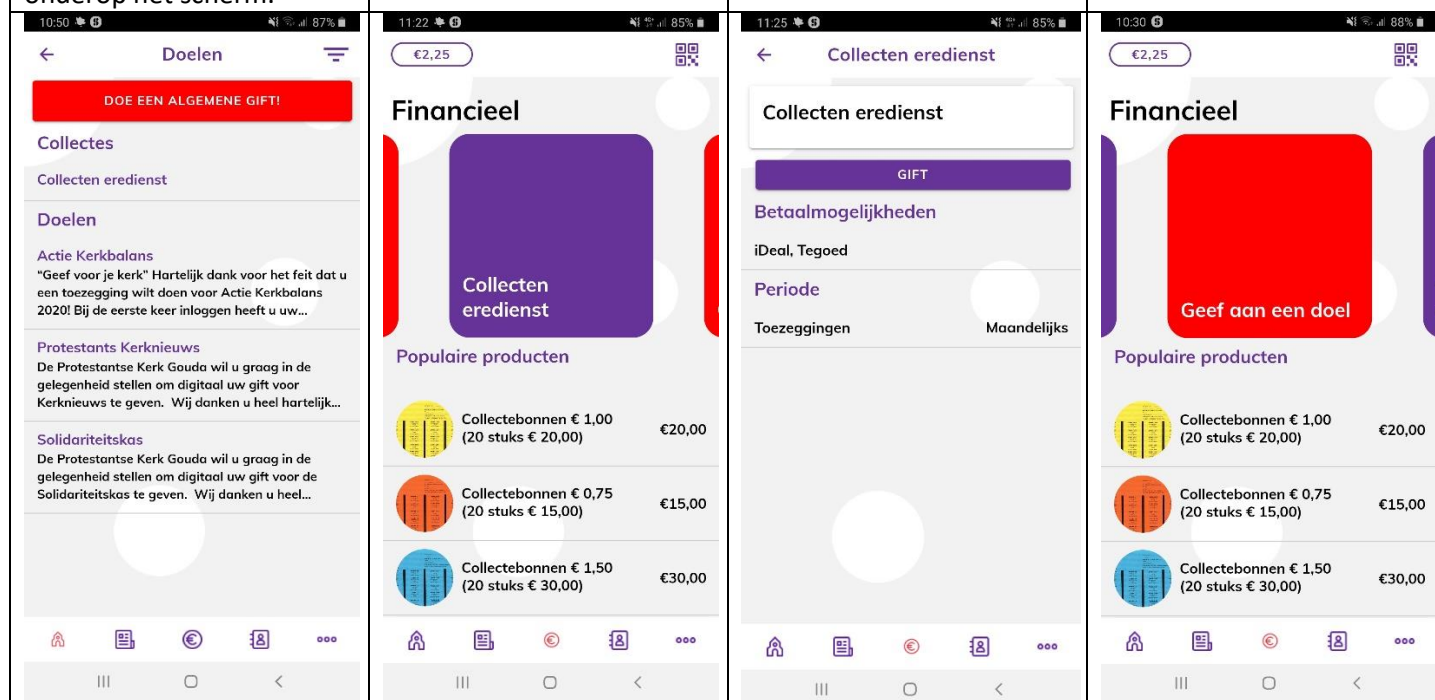 onderop het scherm.
10:50 87%
Doelen
DOE EEN ALGEMENE GIFT!
Collectes
Collecten eredienst
Doelen
Actie Kerkbalans
“Geef voor je kerk” Hartelijk dank voor het feit dat u
een toezegging wilt doen voor Actie Kerkbalans
2020! Bij de eerste keer inloggen heeft u uw...
Protestants Kerknieuws
De Protestantse Kerk Gouda wil u graag in de
gelegenheid stellen om digitaal uw gift voor
Kerknieuws te geven. Wij danken u heel hartelijk...
Solidariteitskas
De Protestantse Kerk Gouda wil u graag in de
gelegenheid stellen om digitaal uw gift voor de
Solidariteitskas te geven. Wij danken u heel...
11:22 85%
€2,25
Financieel
Collecten
eredienst
Populaire producten
Collectebonnen € 1,00
(20 stuks € 20,00) €20,00
Collectebonnen € 0,75
(20 stuks € 15,00) €15,00
Collectebonnen € 1,50
(20 stuks € 30,00) €30,00
11:25 85%
Collecten eredienst
Collecten eredienst
GIFT
Betaalmogelijkheden
iDeal, Tegoed
Periode
Toezeggingen Maandelijks
10:30 88%
€2,25
Financieel
Geef aan een doel
Populaire producten
Collectebonnen € 1,00
(20 stuks € 20,00) €20,00
Collectebonnen € 0,75
(20 stuks € 15,00) €15,00
Collectebonnen € 1,50
(20 stuks € 30,00) €30,00